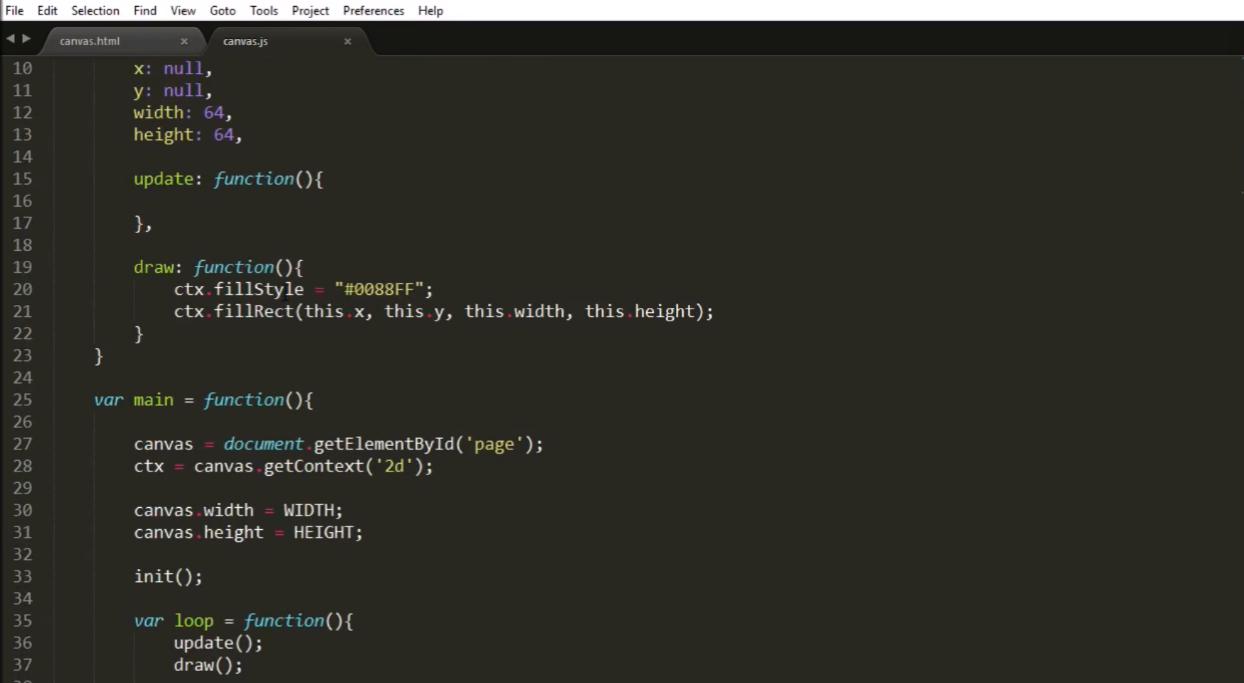 File Edit Selection Find View Goto Tools Project Preferences Help
canvas.html × canvas.js ×
10 x: null,
11 y: null,
12 width: 64,
13 height: 64,
14
15 update: function(){
16
17 },
18
19 draw: function(){
20 ctx.fillStyle = "#0088FF";
21 ctx.fillRect(this.x, this.y, this.width, this.height);
22 }
23 }
24
25 var main = function(){
26
27 canvas = document.getElementById('page');
28 ctx = canvas.getContext('2d');
29
30 canvas.width = WIDTH;
31 canvas.height = HEIGHT;
32
33 init();
34
35 var loop = function(){
36 update();
37 draw();